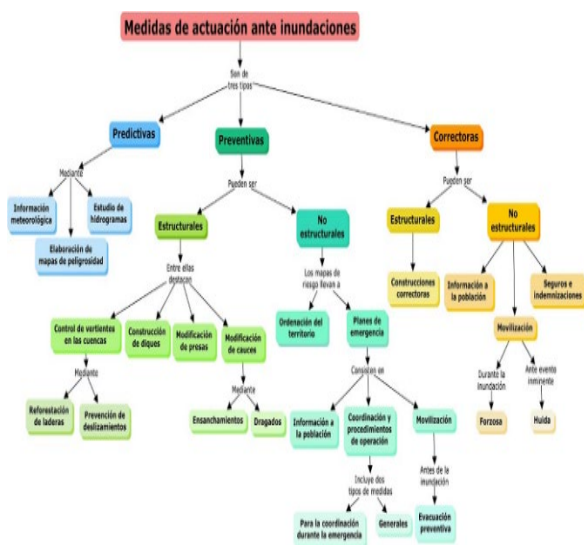 Medidas de actuación ante inundaciones
Son de
tres tipos
Predictivas
Preventivas
Correctoras
Mediante
Pueden ser
Pueden ser
Información
meteorológica
Estudio de
hidrogramas
Elaboración de
mapas de peligrosidad
Estructurales
No
estructurales
Estructurales
No
estructurales
Entre ellas
destacan
Los mapas de
riesgo llevan a
Construcciones
correctoras
Información a
la población
Seguros e
indemnizaciones
Control de vertientes
en las cuencas
Construcción
de diques
Modificación
de presas
Modificación
de cauces
Ordenación del
territorio
Planes de
emergencia
Movilización
Mediante
Mediante
Consisten en
Durante la
inundación
Ante evento
inminente
Reforestación
de laderas
Prevención de
deslizamientos
Ensanchamientos
Dragados
Información a
la población
Coordinación y
procedimientos
de operación
Movilización
Forzosa
Huida
Incluye dos
tipos de medidas
Antes de la
inundación
Para la coordinación
durante la emergencia
Generales
Evacuación
preventiva